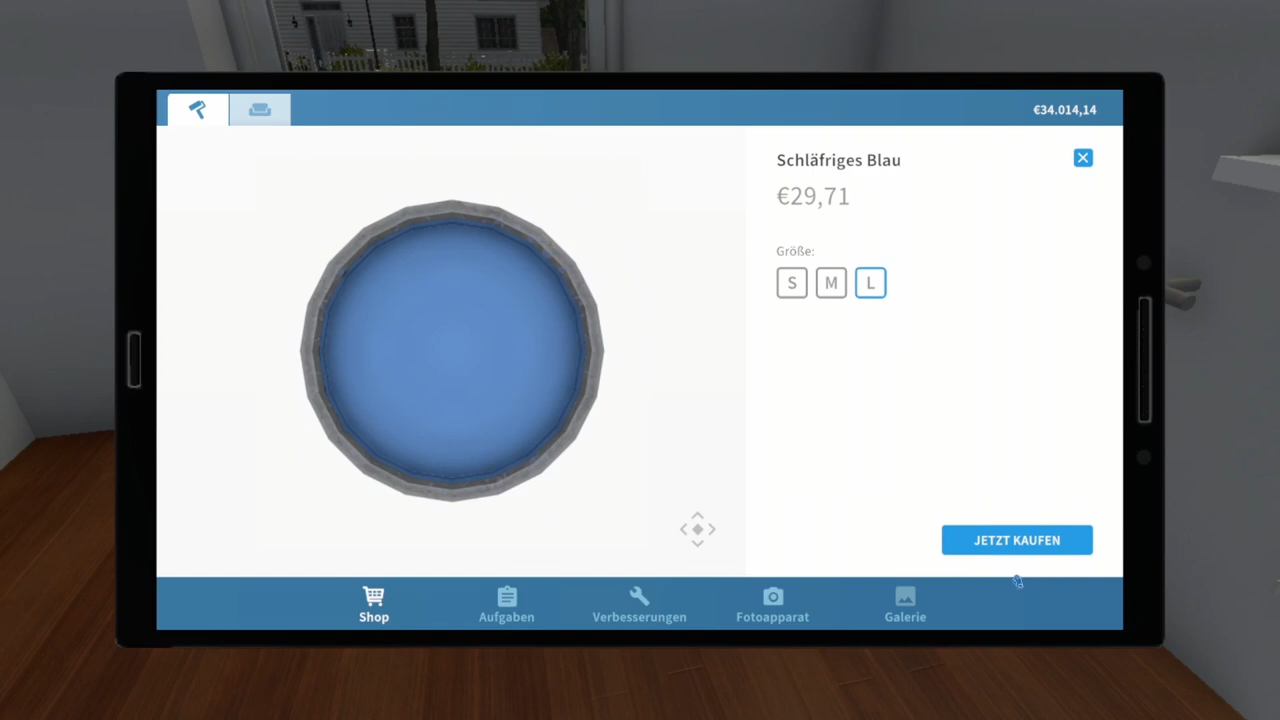 €34.014,14
Schläfriges Blau
€29,71
Größe:
S M L
JETZT KAUFEN
Shop Aufgaben Verbesserungen Fotoapparat Galerie